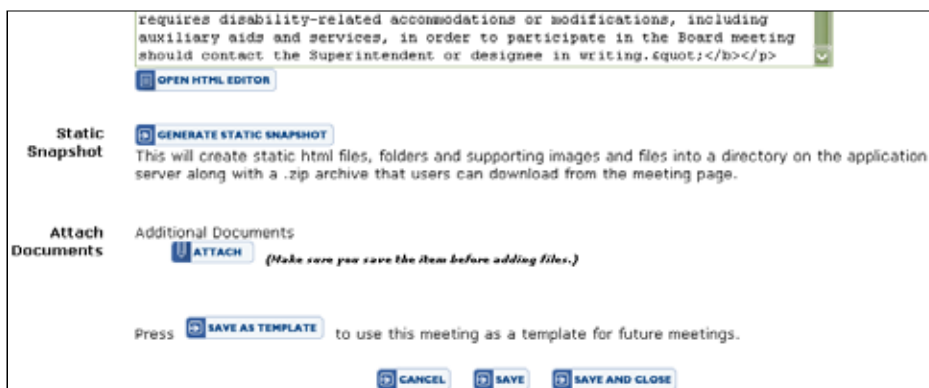 requires disability-related accommodations or modifications, including
auxiliary aids and services, in order to participate in the Board meeting
should contact the Superintendent or designee in writing.&quot;</b></p>
OPEN HTML EDITOR
Static Snapshot
GENERATE STATIC SNAPSHOT
This will create static html files, folders and supporting images and files into a directory on the application
server along with a .zip archive that users can download from the meeting page.
Attach Documents
Additional Documents
ATTACH (Make sure you save the item before adding files.)
Press SAVE AS TEMPLATE to use this meeting as a template for future meetings.
CANCEL SAVE SAVE AND CLOSE